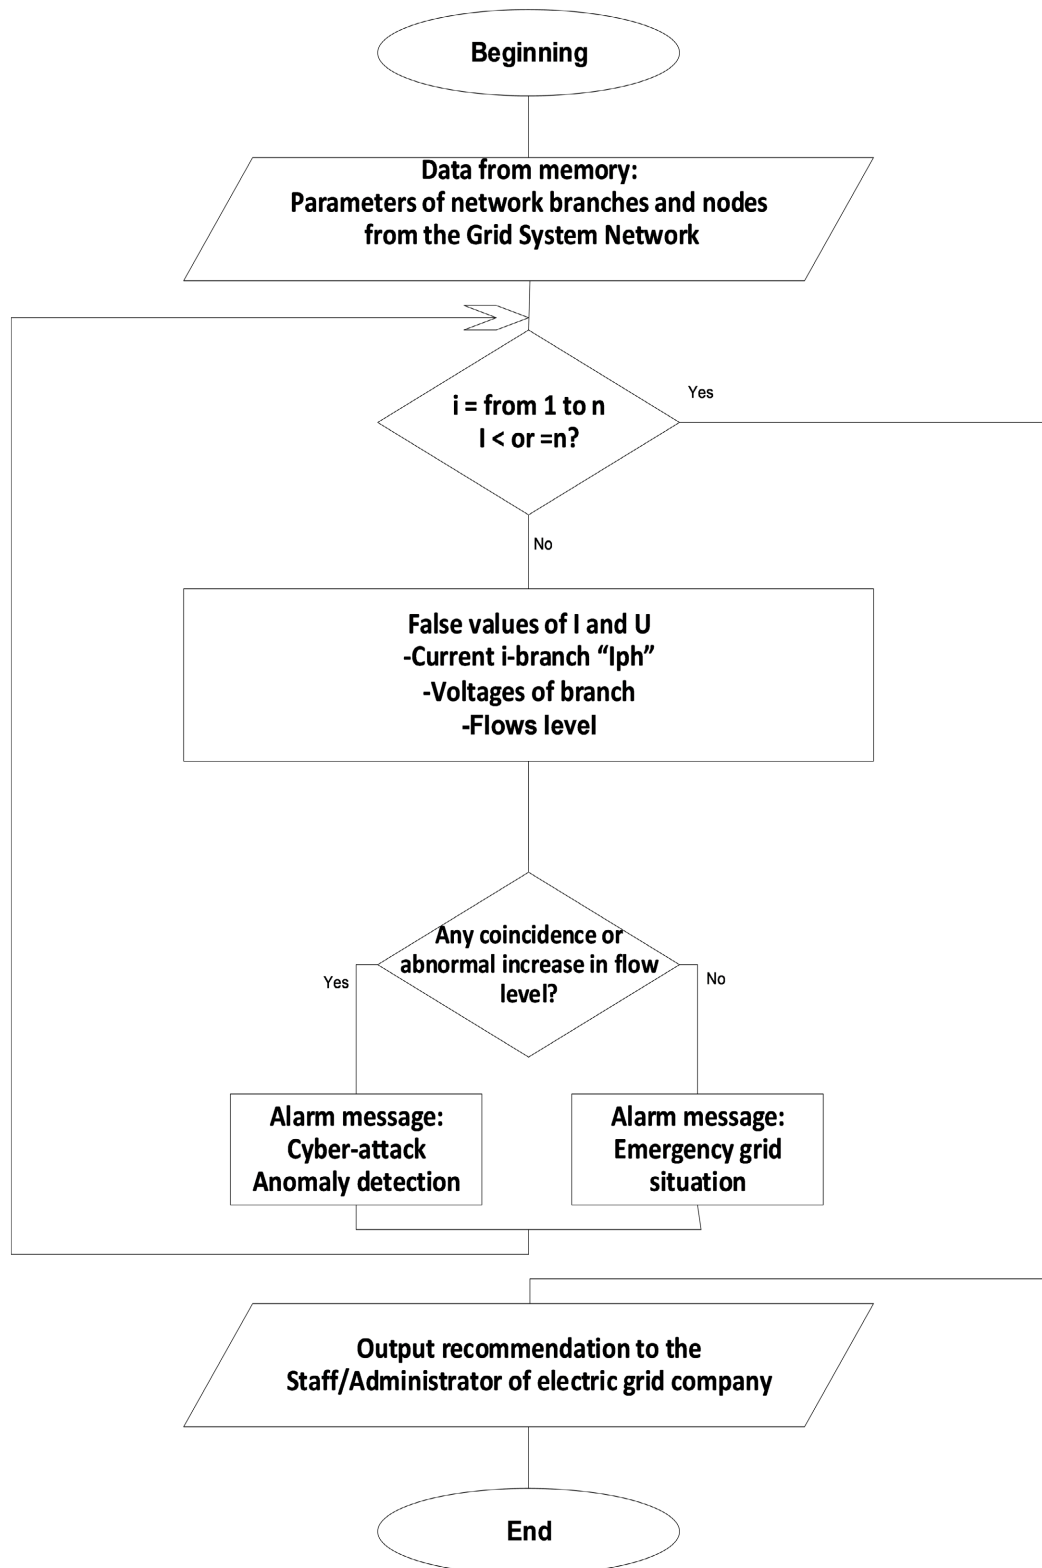 Beginning
Data from memory:
Parameters of network branches and nodes
from the Grid System Network
i = from 1 to n
I < or =n?
Yes
No
False values of I and U
-Current i-branch “Iph”
-Voltages of branch
-Flows level
Any coincidence or
abnormal increase in flow
level?
Yes
No
Alarm message:
Cyber-attack
Anomaly detection
Alarm message:
Emergency grid
situation
Output recommendation to the
Staff/Administrator of electric grid company
End